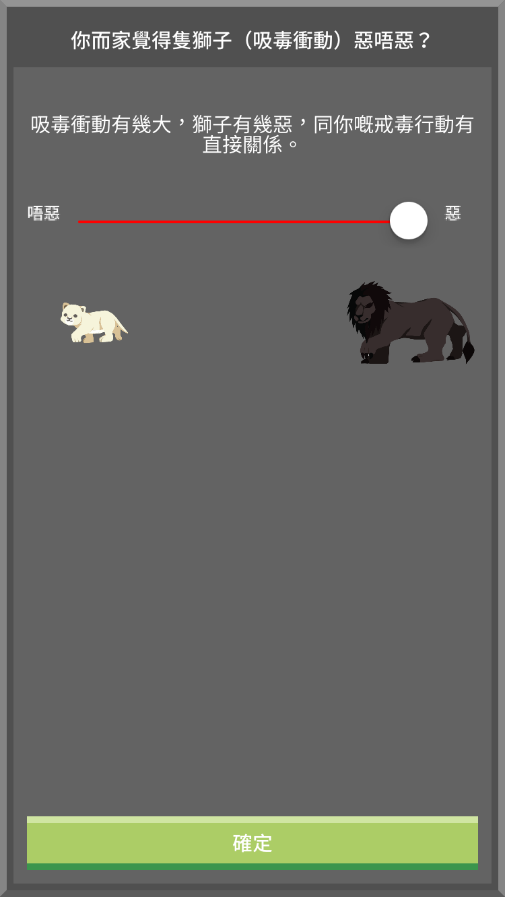 你而家覺得隻獅子（吸毒衝動）惡唔惡？
吸毒衝動有幾大，獅子有幾惡，同你嘅戒毒行動有
直接關係。
唔惡
惡
確定